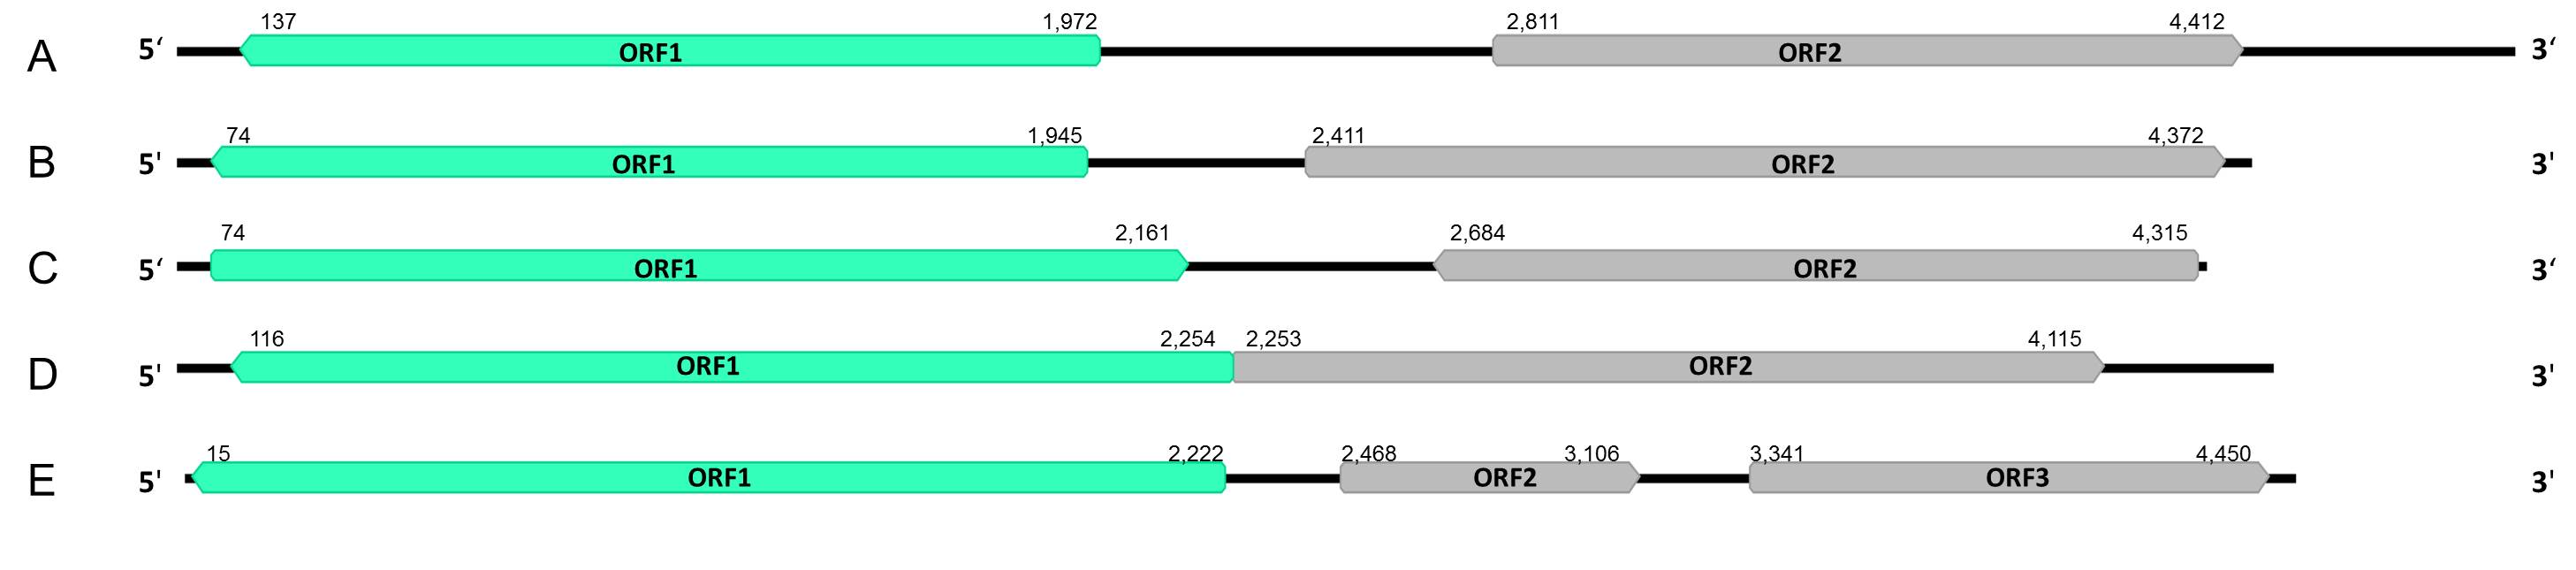 137 1,972 2,811 4,412
A 5‘ ORF1 ORF2 3‘
74 1,945 2,411 4,372
B 5' ORF1 ORF2 3'
74 2,161 2,684 4,315
C 5‘ ORF1 ORF2 3‘
116 2,254 2,253 4,115
D 5' ORF1 ORF2 3'
15 2,222 2,468 3,106 3,341 4,450
E 5' ORF1 ORF2 ORF3 3'